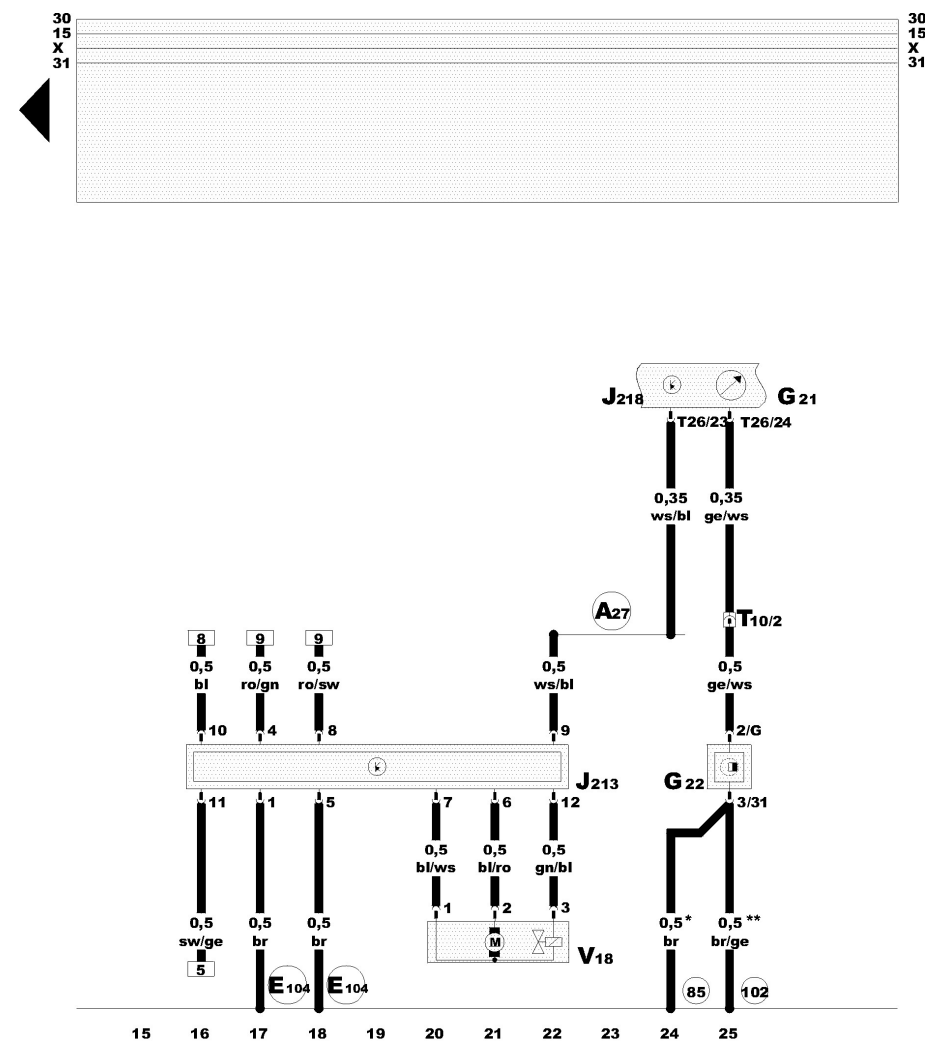 30 30
15 15
X X
31 31
J218 G21
T26/23 T26/24
0,35 0,35
ws/bl ge/ws
A27 T10/2
8 9 9
0,5 0,5 0,5 0,5 0,5
bl ro/gn ro/sw ws/bl ge/ws
10 4 8 9 2/G
J213 G22
11 1 5 7 6 12 3/31
0,5 0,5 0,5
bl/ws bl/ro gn/bl
1 2 3
0,5 0,5 0,5 0,5* 0,5**
sw/ge br br br br/ge
M
V18
5
E104 E104 85 102
15 16 17 18 19 20 21 22 23 24 25